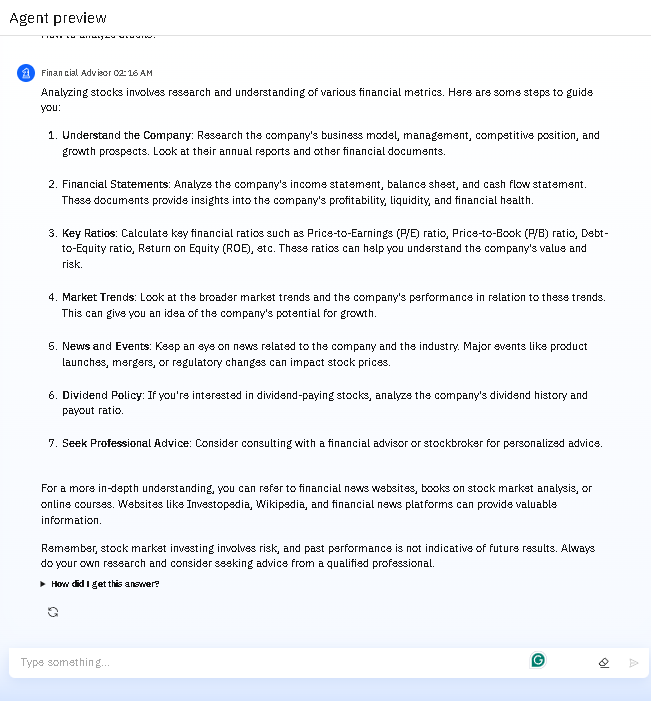 Agent preview
How to analyze stocks?
Financial Advisor 02:16 AM
Analyzing stocks involves research and understanding of various financial metrics. Here are some steps to guide
you:
1. Understand the Company: Research the company's business model, management, competitive position, and
growth prospects. Look at their annual reports and other financial documents.
2. Financial Statements: Analyze the company's income statement, balance sheet, and cash flow statement.
These documents provide insights into the company's profitability, liquidity, and financial health.
3. Key Ratios: Calculate key financial ratios such as Price-to-Earnings (P/E) ratio, Price-to-Book (P/B) ratio, Debt-
to-Equity ratio, Return on Equity (ROE), etc. These ratios can help you understand the company's value and
risk.
4. Market Trends: Look at the broader market trends and the company's performance in relation to these trends.
This can give you an idea of the company's potential for growth.
5. News and Events: Keep an eye on news related to the company and the industry. Major events like product
launches, mergers, or regulatory changes can impact stock prices.
6. Dividend Policy: If you're interested in dividend-paying stocks, analyze the company's dividend history and
payout ratio.
7. Seek Professional Advice: Consider consulting with a financial advisor or stockbroker for personalized advice.
For a more in-depth understanding, you can refer to financial news websites, books on stock market analysis, or
online courses. Websites like Investopedia, Wikipedia, and financial news platforms can provide valuable
information.
Remember, stock market investing involves risk, and past performance is not indicative of future results. Always
do your own research and consider seeking advice from a qualified professional.
How did I get this answer?
Type something...